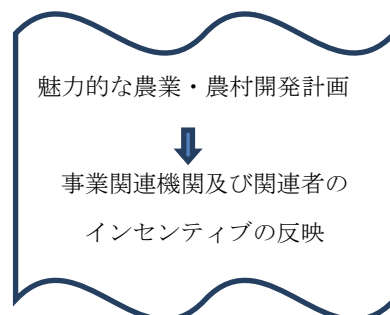 魅力的な農業・農村開発計画
事業関連機関及び関連者の
インセンティブの反映